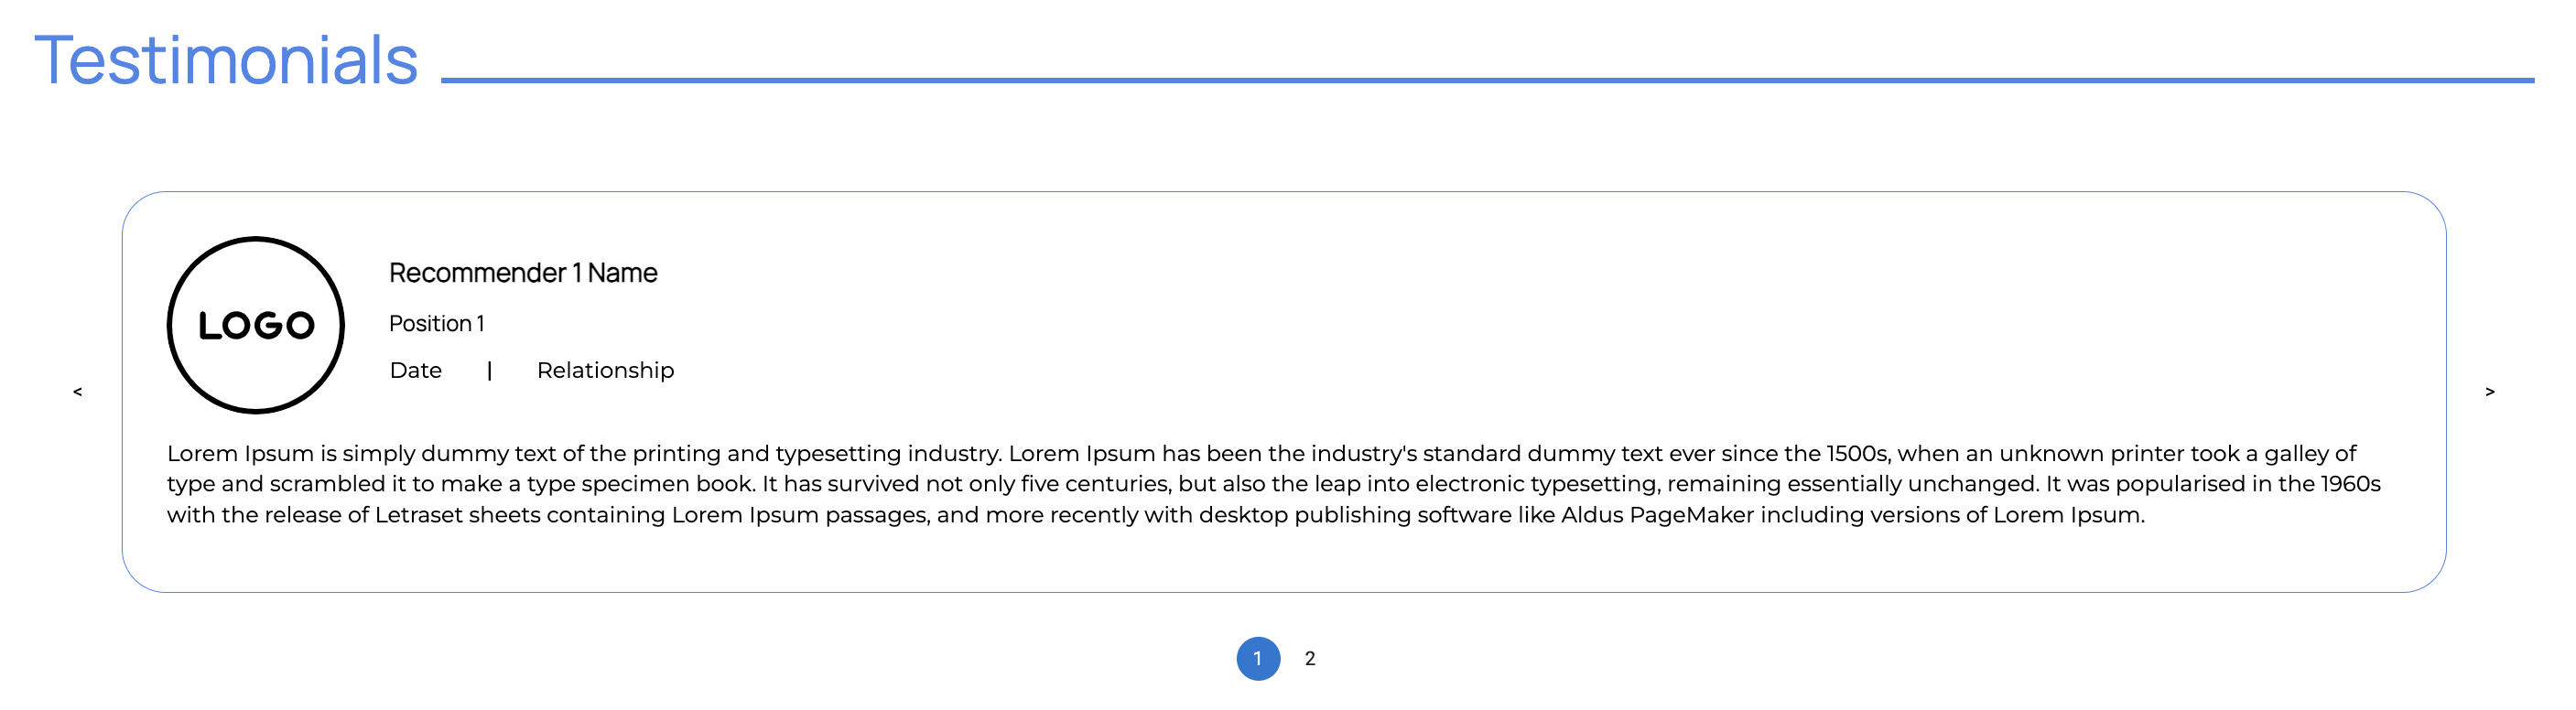 Testimonials
LOGO
Recommender 1 Name
Position 1
Date | Relationship
<
>
Lorem Ipsum is simply dummy text of the printing and typesetting industry. Lorem Ipsum has been the industry's standard dummy text ever since the 1500s, when an unknown printer took a galley of
type and scrambled it to make a type specimen book. It has survived not only five centuries, but also the leap into electronic typesetting, remaining essentially unchanged. It was popularised in the 1960s
with the release of Letraset sheets containing Lorem Ipsum passages, and more recently with desktop publishing software like Aldus PageMaker including versions of Lorem Ipsum.
1 2